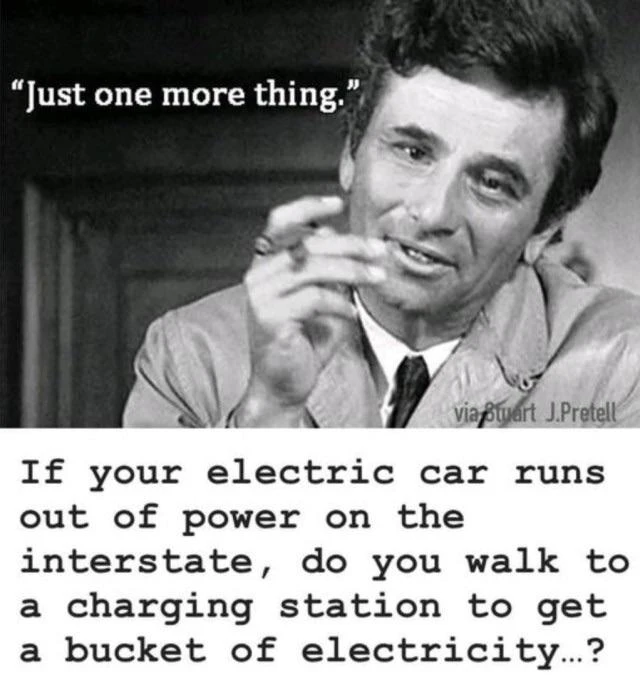 “Just one more thing.”
via Stuart J.Pretell
If your electric car runs
out of power on the
interstate, do you walk to
a charging station to get
a bucket of electricity…?